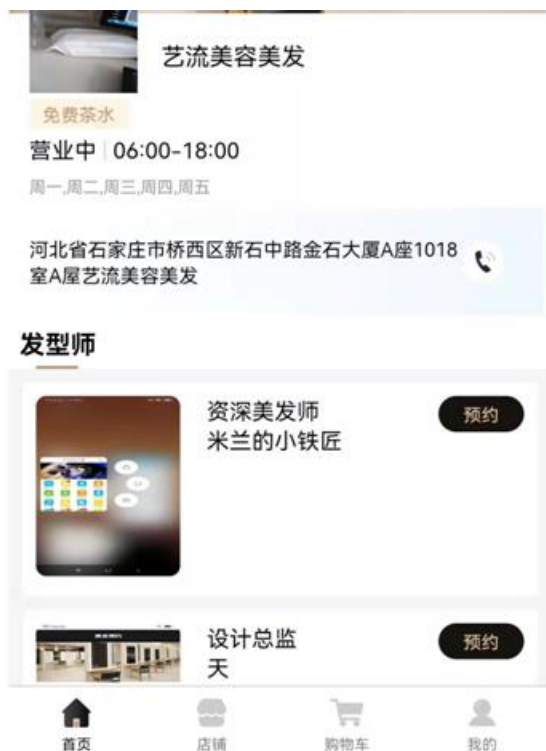 艺流美容美发
免费茶水
营业中 06:00-18:00
周一,周二,周三,周四,周五
河北省石家庄市桥西区新石中路金石大厦A座1018
室A屋艺流美容美发
发型师
资深美发师
预约
米兰的小铁匠
设计总监
预约
天
首页
店铺
购物车
我的